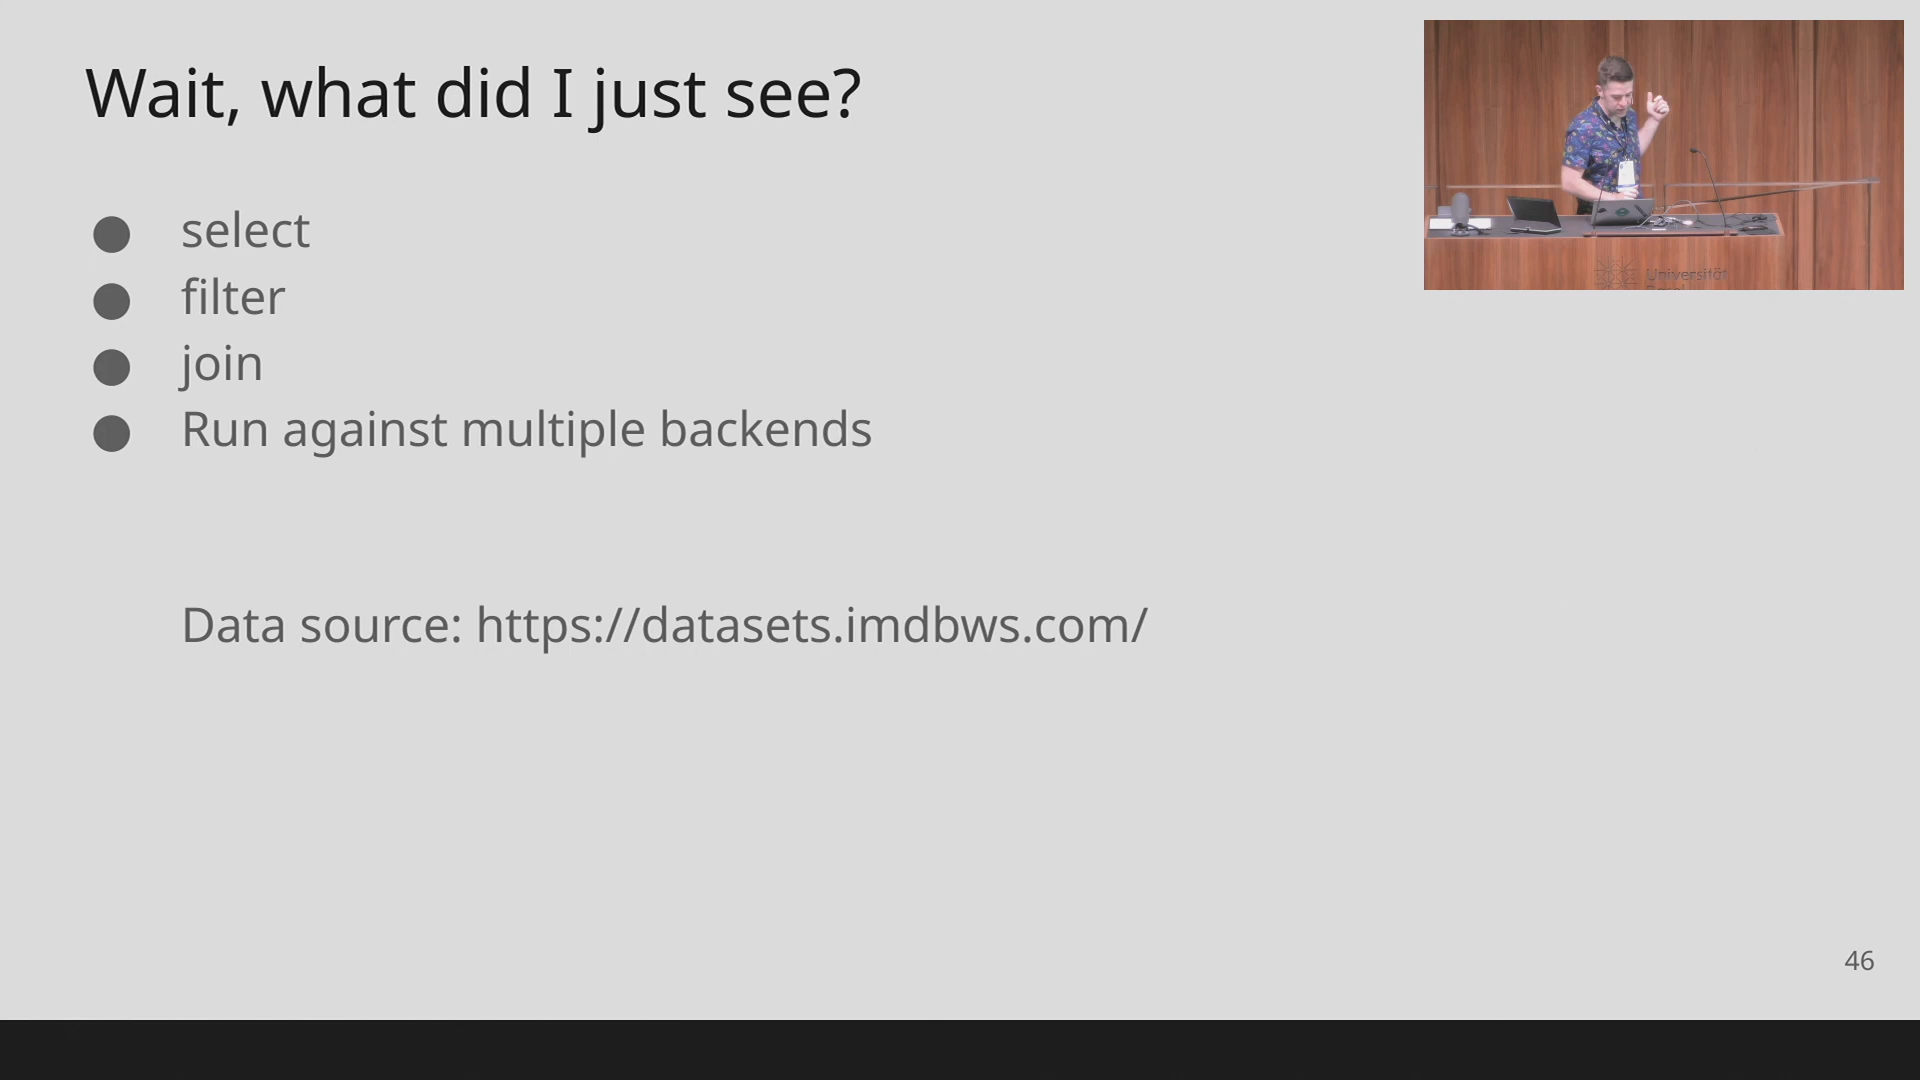 Wait, what did I just see?
● select
● filter
● join
● Run against multiple backends
Data source: https://datasets.imdbws.com/
46
Universität